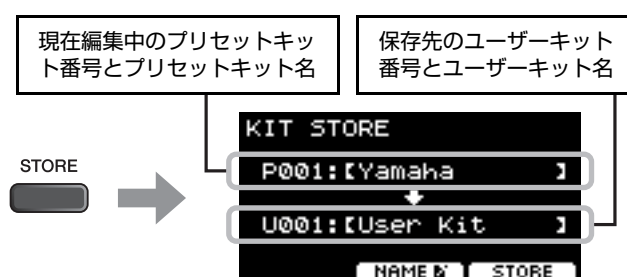 現在編集中のプリセットキッ
ト番号とプリセットキット名
保存先のユーザーキット
番号とユーザーキット名
STORE
KIT STORE
P001:[Yamaha ]
U001:[User Kit ]
NAME STORE